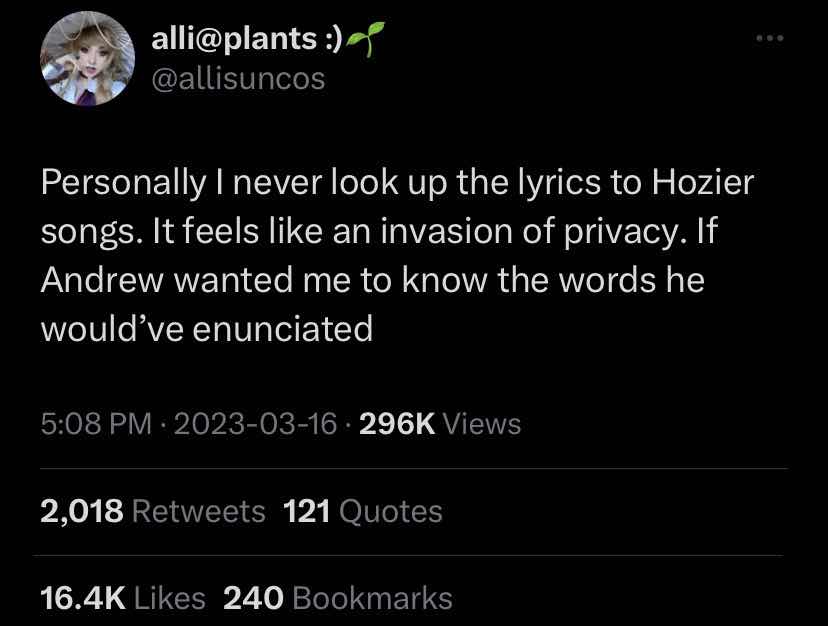 alli@plants :)🌱
@allisuncos
Personally I never look up the lyrics to Hozier
songs. It feels like an invasion of privacy. If
Andrew wanted me to know the words he
would've enunciated
5:08 PM · 2023-03-16 · 296K Views
2,018 Retweets 121 Quotes
16.4K Likes 240 Bookmarks